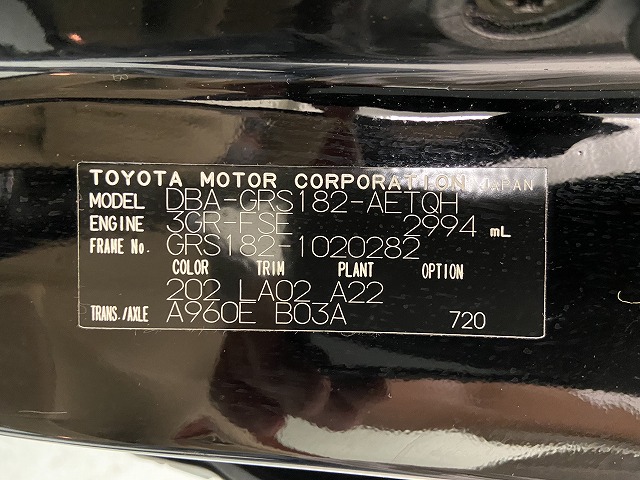 TOYOTA MOTOR CORPORATION JAPAN
MODEL DBA-GRS182-AETQH
ENGINE 3GR-FSE 2994 mL
FRAME No. GRS182-1020282
COLOR TRIM PLANT OPTION
202 LA02 A22
TRANS./AXLE A960E B03A 720